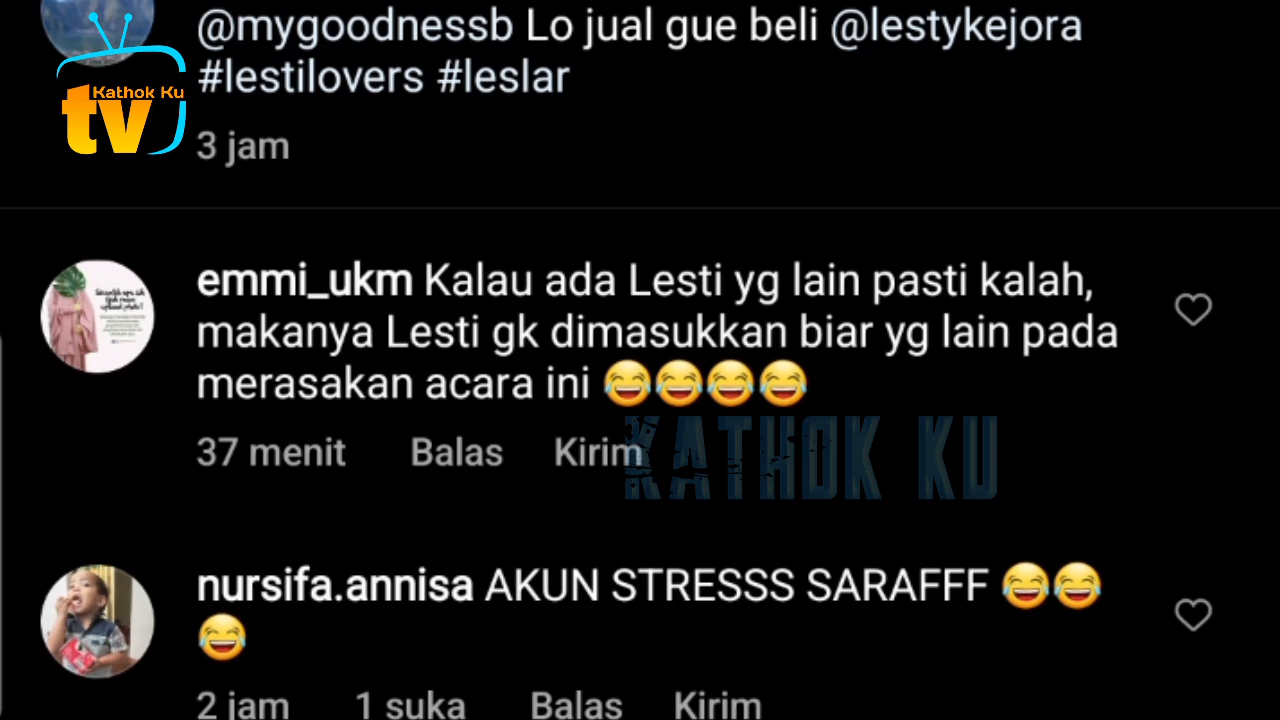 @mygoodnessb Lo jual gue beli @lestykejora
#lestilovers #leslar
Kathok Ku
tv
3 jam
emmi_ukm Kalau ada Lesti yg lain pasti kalah,
makanya Lesti gk dimasukkan biar yg lain pada
merasakan acara ini 😂😂😂😂
37 menit Balas Kirim
KATHOK KU
nursifa.annisa AKUN STRESSS SARAFFF 😂😂
😂
2 jam 1 suka Balas Kirim